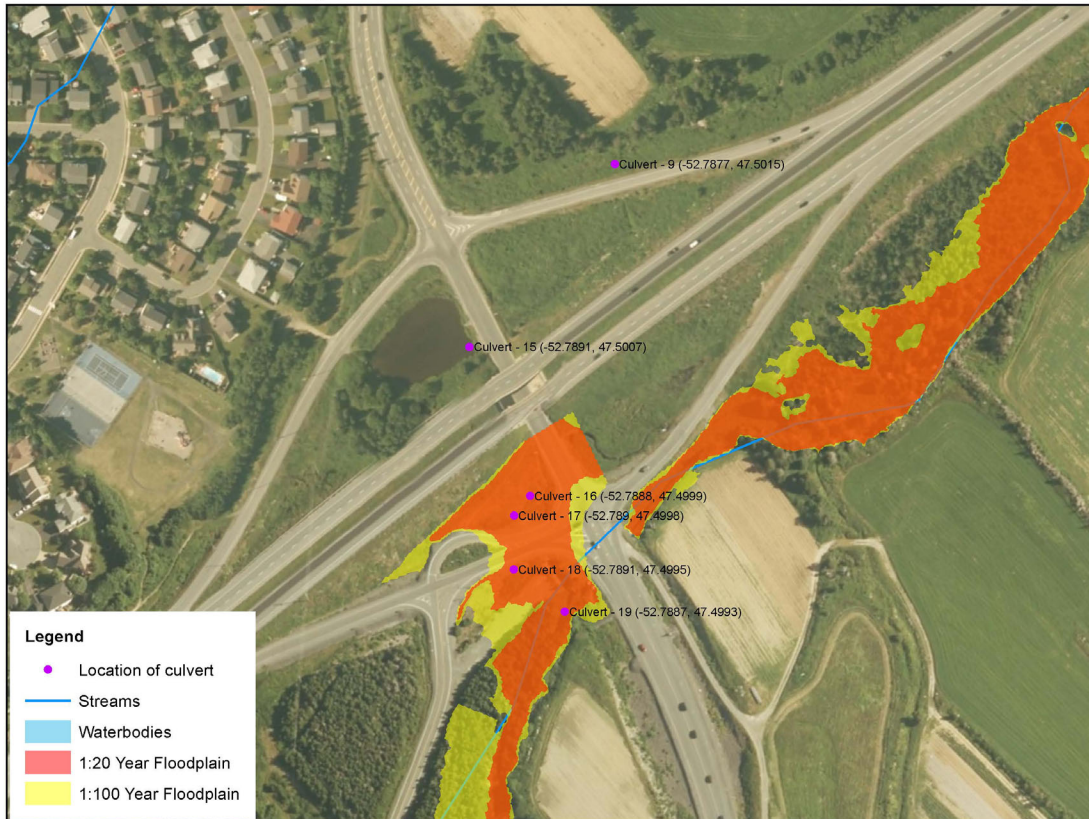 Culvert - 9 (-52.7877, 47.5015)
Culvert - 15 (-52.7891, 47.5007)
Culvert - 16 (-52.7888, 47.4999)
Culvert - 17 (-52.789, 47.4998)
Culvert - 18 (-52.7891, 47.4995)
Culvert - 19 (-52.7887, 47.4993)
Legend
Location of culvert
Streams
Waterbodies
1:20 Year Floodplain
1:100 Year Floodplain